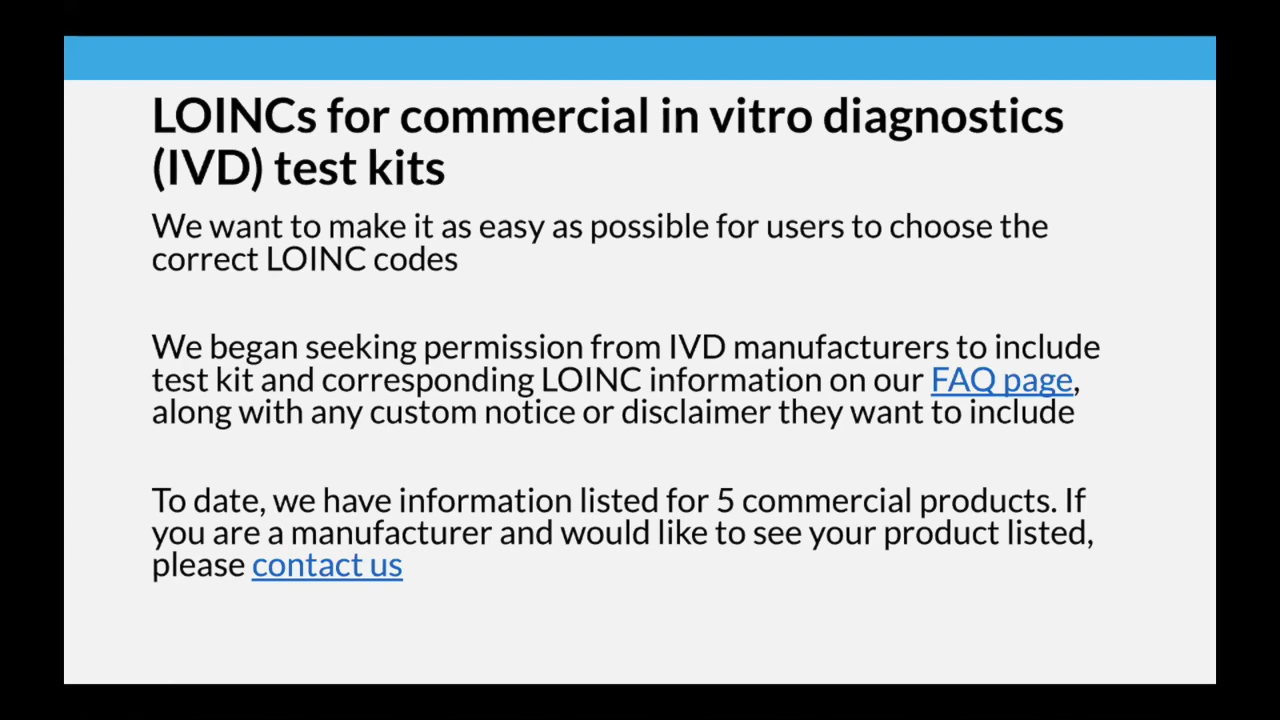 LOINCs for commercial in vitro diagnostics
(IVD) test kits
We want to make it as easy as possible for users to choose the
correct LOINC codes
We began seeking permission from IVD manufacturers to include
test kit and corresponding LOINC information on our FAQ page,
along with any custom notice or disclaimer they want to include
To date, we have information listed for 5 commercial products. If
you are a manufacturer and would like to see your product listed,
please contact us